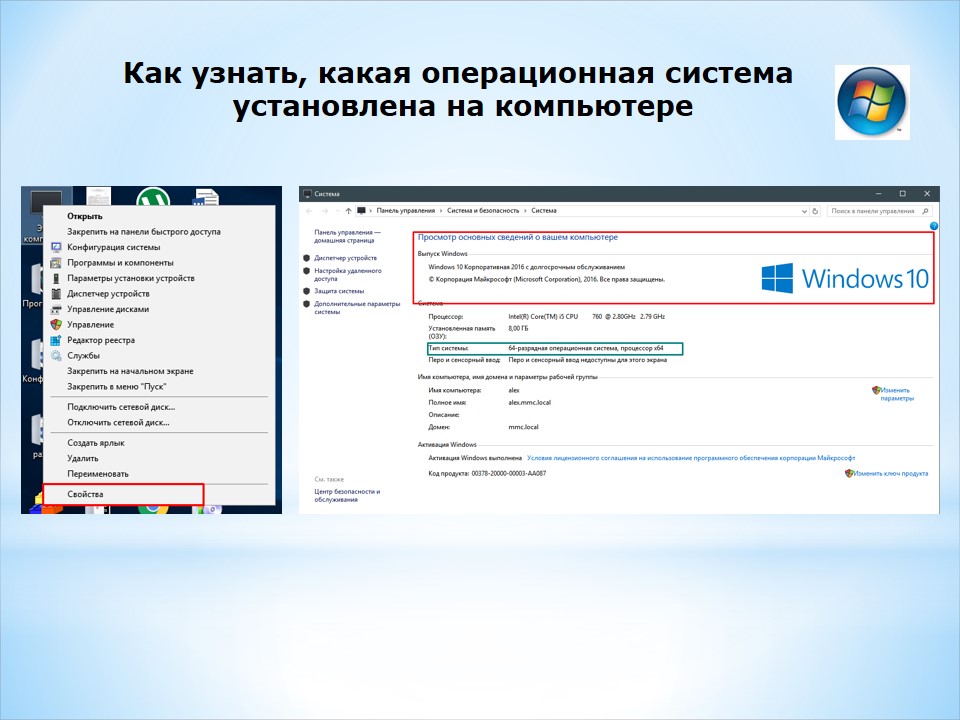 Как узнать, какая операционная система
установлена на компьютере
Открыть
Закрепить на панели быстрого доступа
Конфигурация системы
Программы и компоненты
Параметры установки устройств
Диспетчер устройств
Управление дисками
Управление
Редактор реестра
Службы
Закрепить на начальном экране
Закрепить в меню "Пуск"
Подключить сетевой диск...
Отключить сетевой диск...
Создать ярлык
Удалить
Переименовать
Свойства
Система
Панель управления › Система и безопасность › Система
Поиск в панели управления
Панель управления —
домашняя страница
Диспетчер устройств
Настройка удаленного
доступа
Защита системы
Дополнительные параметры
системы
См. также
Центр безопасности и
обслуживания
Просмотр основных сведений о вашем компьютере
Выпуск Windows
Windows 10 Корпоративная 2016 с долгосрочным обслуживанием
© Корпорация Майкрософт (Microsoft Corporation), 2016. Все права защищены.
Windows 10
Система
Процессор: Intel(R) Core(TM) i5 CPU 760 @ 2.80GHz 2.79 GHz
Установленная память
(ОЗУ): 8,00 ГБ
Тип системы: 64-разрядная операционная система, процессор x64
Перо и сенсорный ввод: Перо и сенсорный ввод недоступны для этого экрана
Имя компьютера, имя домена и параметры рабочей группы
Имя компьютера: alex
Полное имя: alex.mmc.local
Описание:
Домен: mmc.local
Изменить
параметры
Активация Windows
Активация Windows выполнена Условия лицензионного соглашения на использование программного обеспечения корпорации Майкрософт
Код продукта: 00378-20000-00003-AA087
Изменить ключ продукта